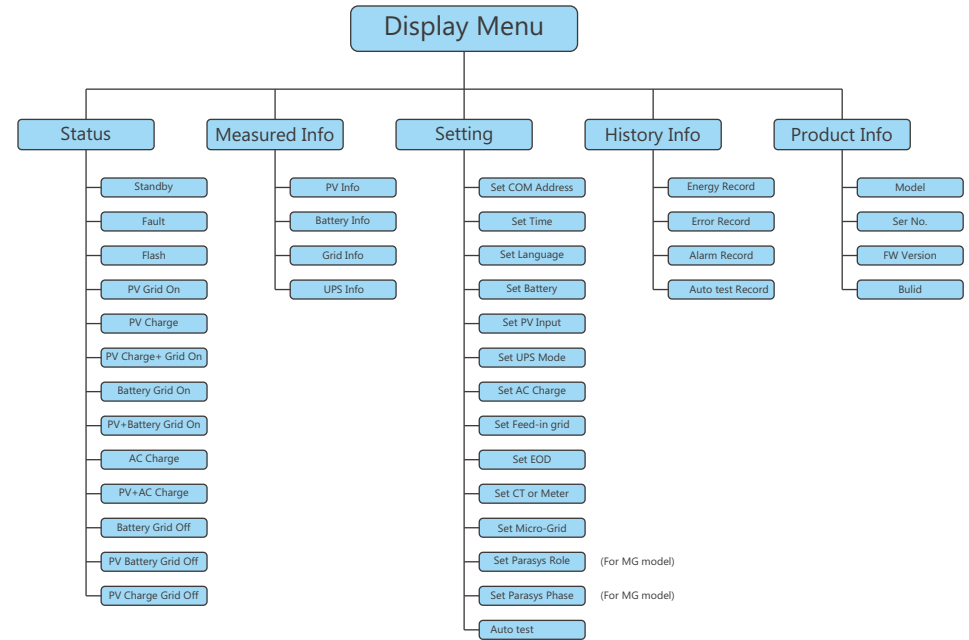 Display Menu
Status
Standby
Fault
Flash
PV Grid On
PV Charge
PV Charge+ Grid On
Battery Grid On
PV+Battery Grid On
AC Charge
PV+AC Charge
Battery Grid Off
PV Battery Grid Off
PV Charge Grid Off
Measured Info
PV Info
Battery Info
Grid Info
UPS Info
Setting
Set COM Address
Set Time
Set Language
Set Battery
Set PV Input
Set UPS Mode
Set AC Charge
Set Feed-in grid
Set EOD
Set CT or Meter
Set Micro-Grid
Set Parasys Role (For MG model)
Set Parasys Phase (For MG model)
Auto test
History Info
Energy Record
Error Record
Alarm Record
Auto test Record
Product Info
Model
Ser No.
FW Version
Bulid